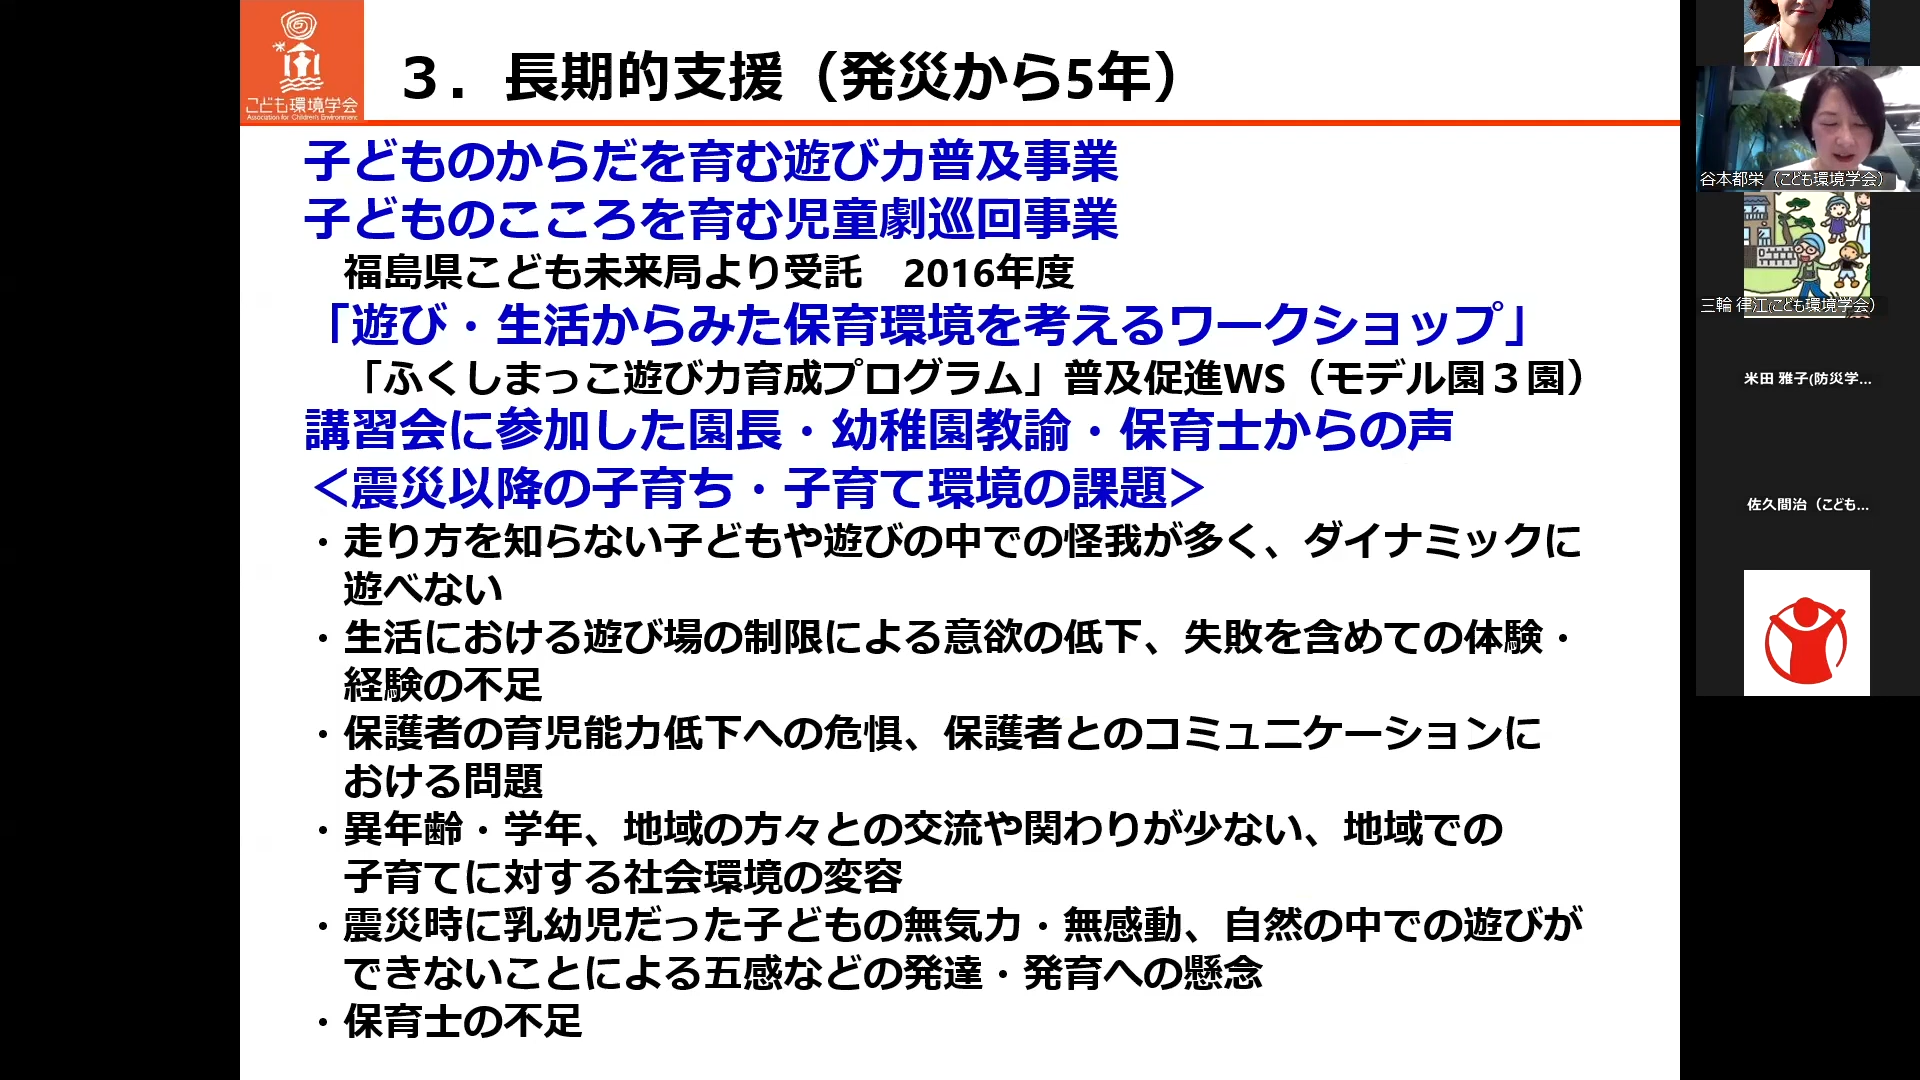 こども環境学会
Association for Children's Environment
３．長期的支援（発災から5年）
子どものからだを育む遊び力普及事業
子どものこころを育む児童劇巡回事業
福島県こども未来局より受託　2016年度
「遊び・生活からみた保育環境を考えるワークショップ」
「ふくしまっこ遊び力育成プログラム」普及促進WS（モデル園３園）
講習会に参加した園長・幼稚園教諭・保育士からの声
＜震災以降の子育ち・子育て環境の課題＞
・走り方を知らない子どもや遊びの中での怪我が多く、ダイナミックに
遊べない
・生活における遊び場の制限による意欲の低下、失敗を含めての体験・
経験の不足
・保護者の育児能力低下への危惧、保護者とのコミュニケーションに
おける問題
・異年齢・学年、地域の方々との交流や関わりが少ない、地域での
子育てに対する社会環境の変容
・震災時に乳幼児だった子どもの無気力・無感動、自然の中での遊びが
できないことによる五感などの発達・発育への懸念
・保育士の不足
谷本都栄（こども環境学会）
三輪 律江(こども環境学会）
米田 雅子(防災学...
佐久間治（こども...